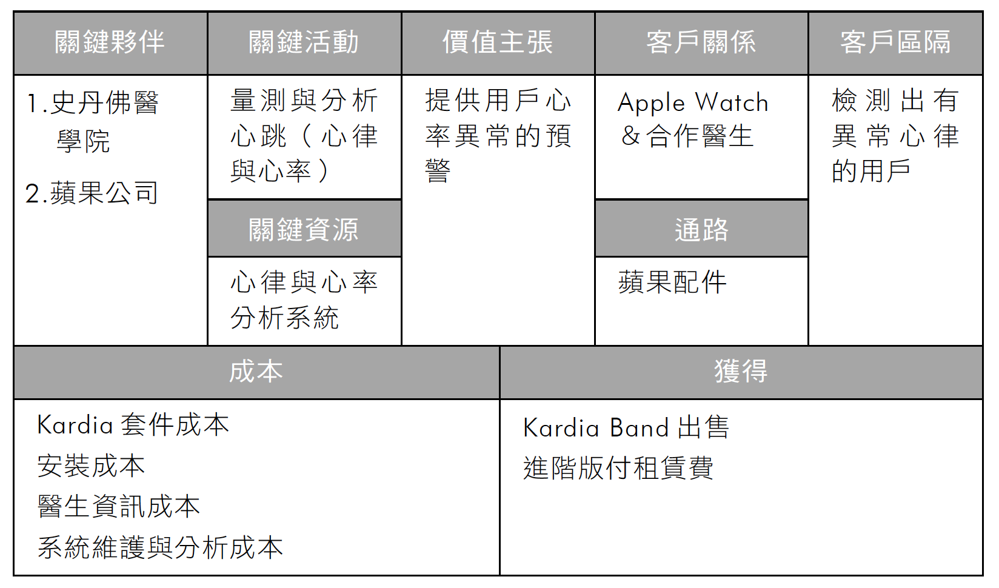 關鍵夥伴
1.史丹佛醫
學院
2.蘋果公司
關鍵活動
量測與分析
心跳（心律
與心率）
關鍵資源
心律與心率
分析系統
價值主張
提供用戶心
率異常的預
警
客戶關係
Apple Watch
＆合作醫生
通路
蘋果配件
客戶區隔
檢測出有
異常心律
的用戶
成本
Kardia 套件成本
安裝成本
醫生資訊成本
系統維護與分析成本
獲得
Kardia Band 出售
進階版付租賃費